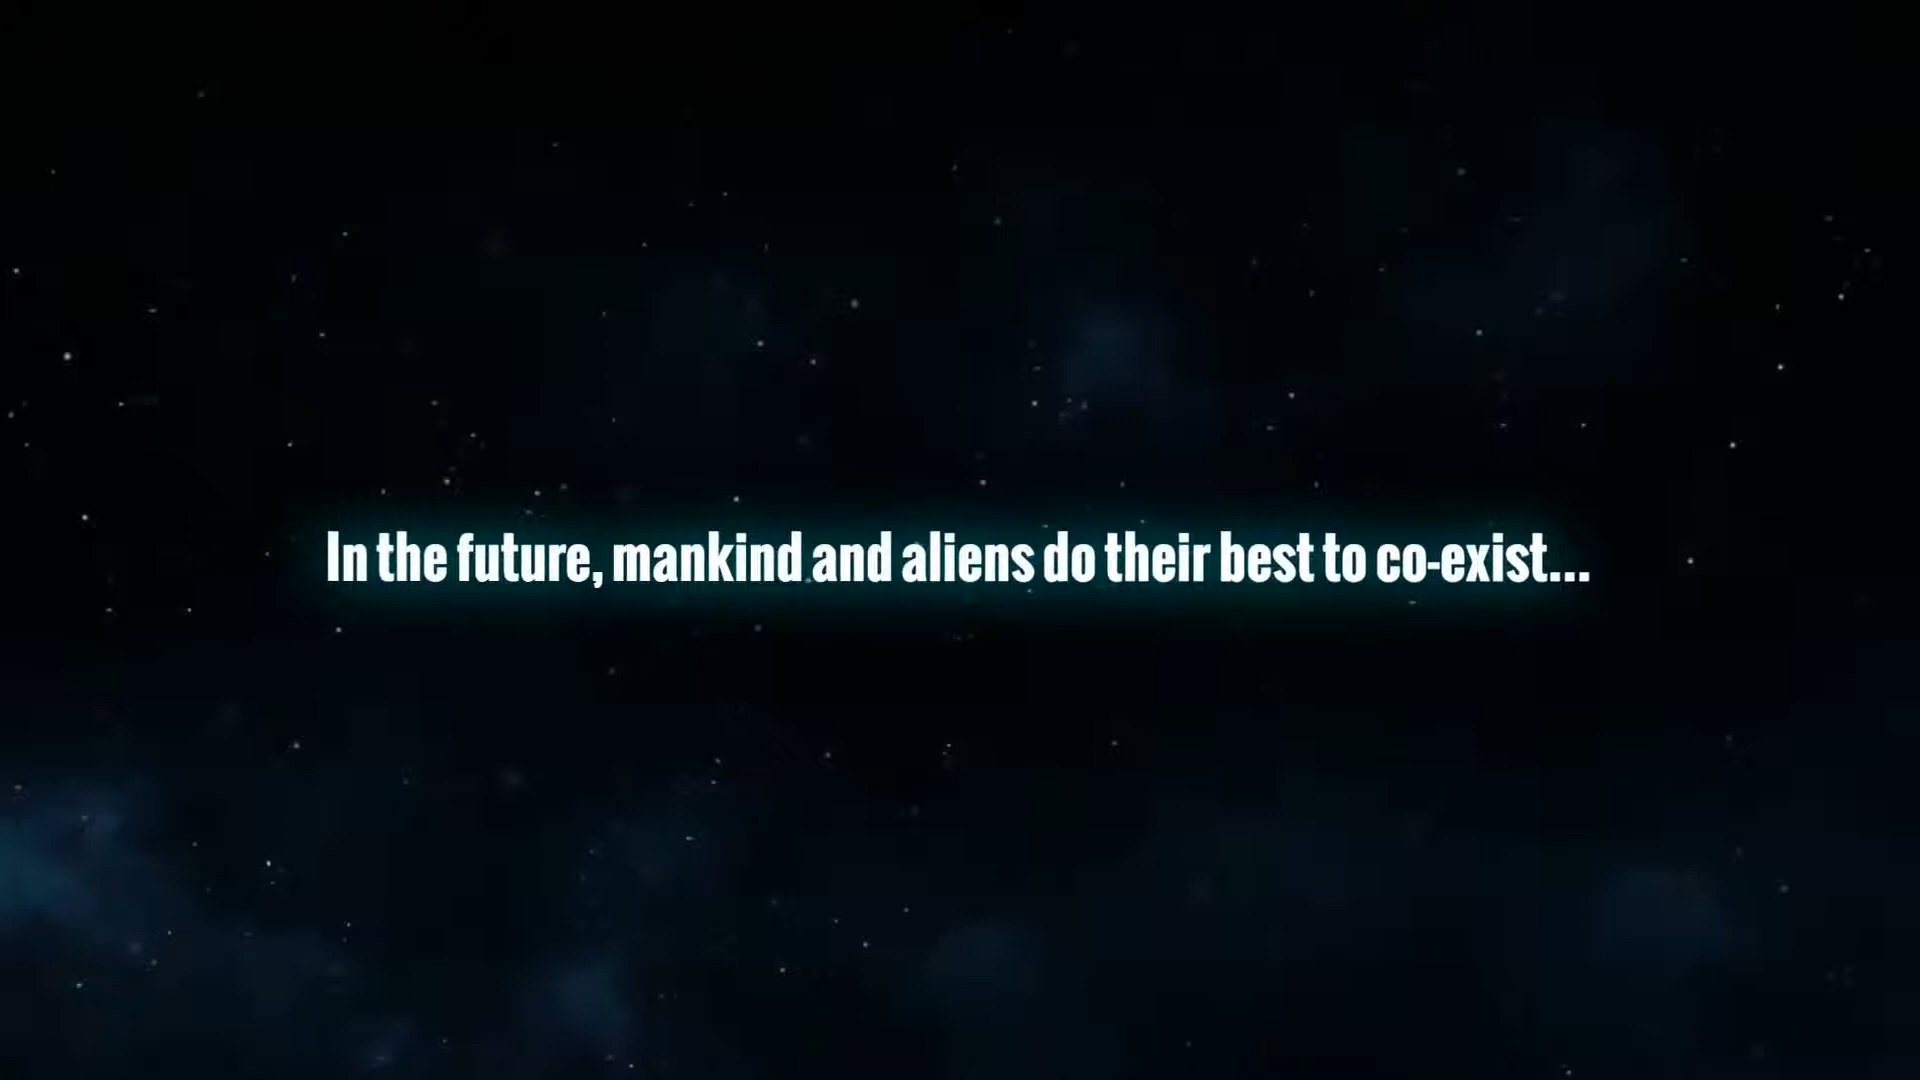 In the future, mankind and aliens do their best to co-exist...